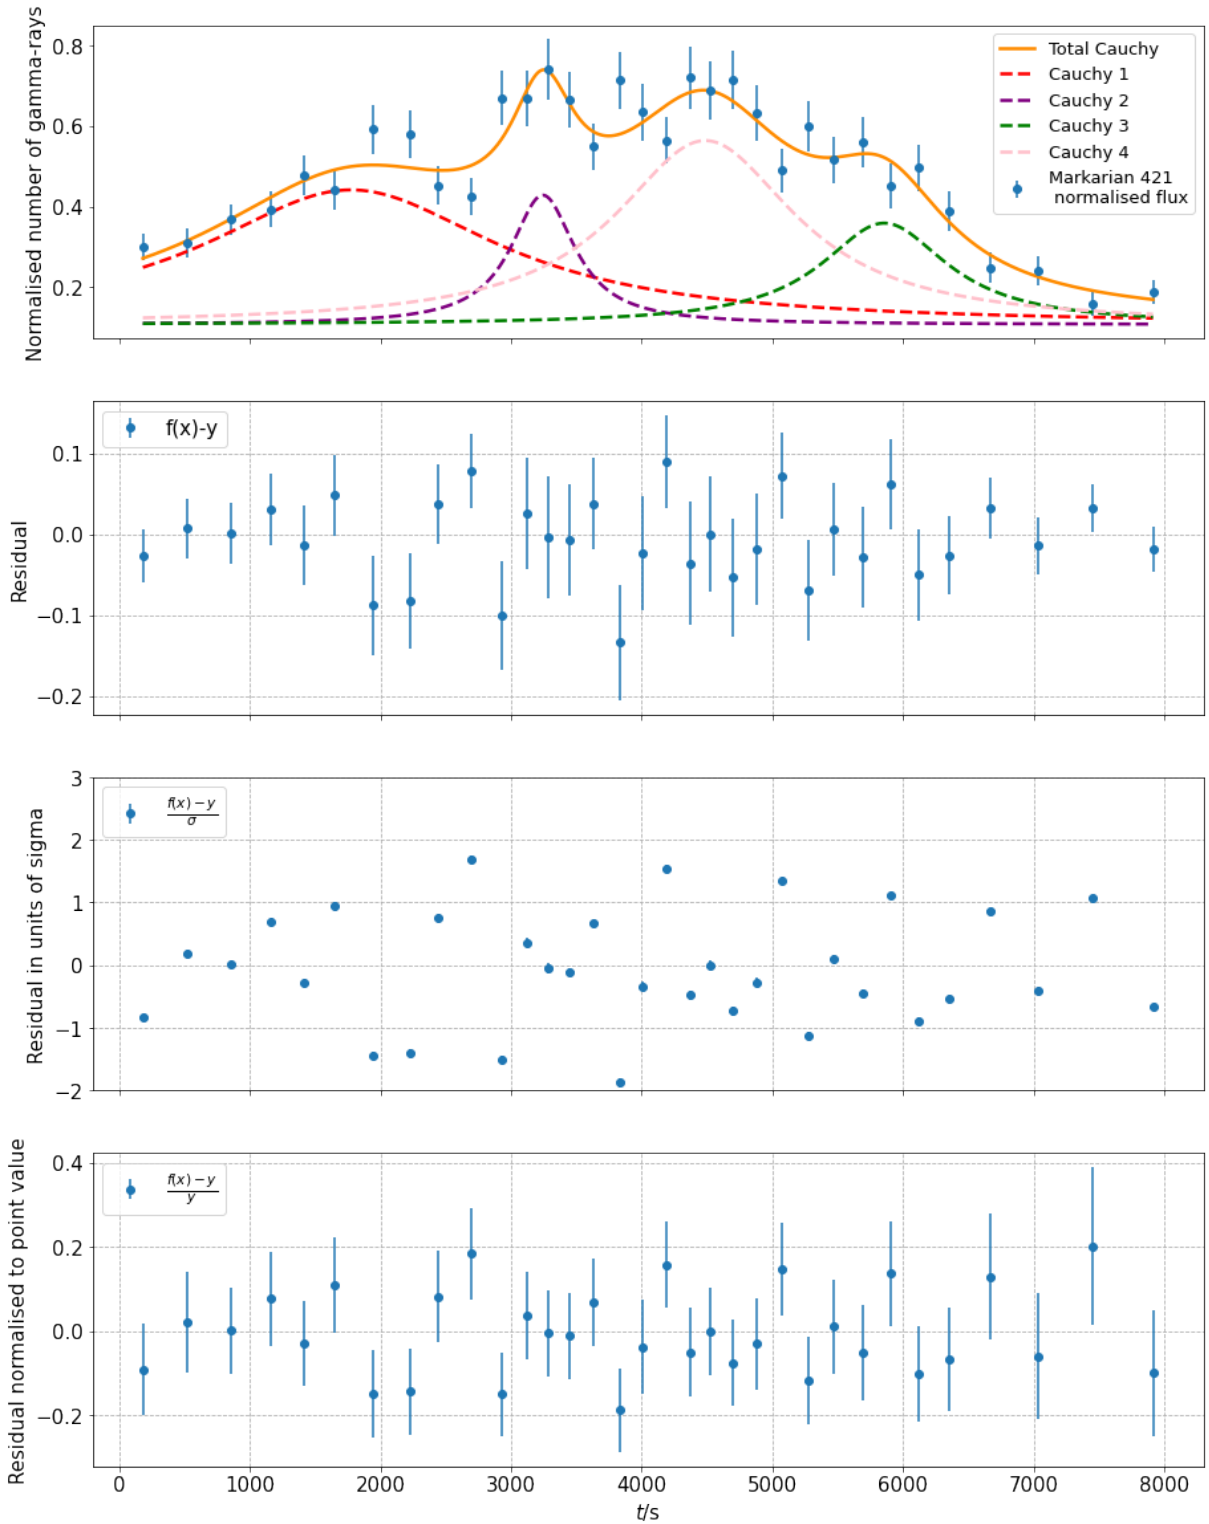 Normalised number of gamma-rays
0.8
0.6
0.4
0.2
Total Cauchy
Cauchy 1
Cauchy 2
Cauchy 3
Cauchy 4
Markarian 421
normalised flux
Residual
0.1
0.0
−0.1
−0.2
f(x)-y
Residual in units of sigma
3
2
1
0
−1
−2
f(x) − y
σ
Residual normalised to point value
0.4
0.2
0.0
−0.2
f(x) − y
y
0 1000 2000 3000 4000 5000 6000 7000 8000
t/s